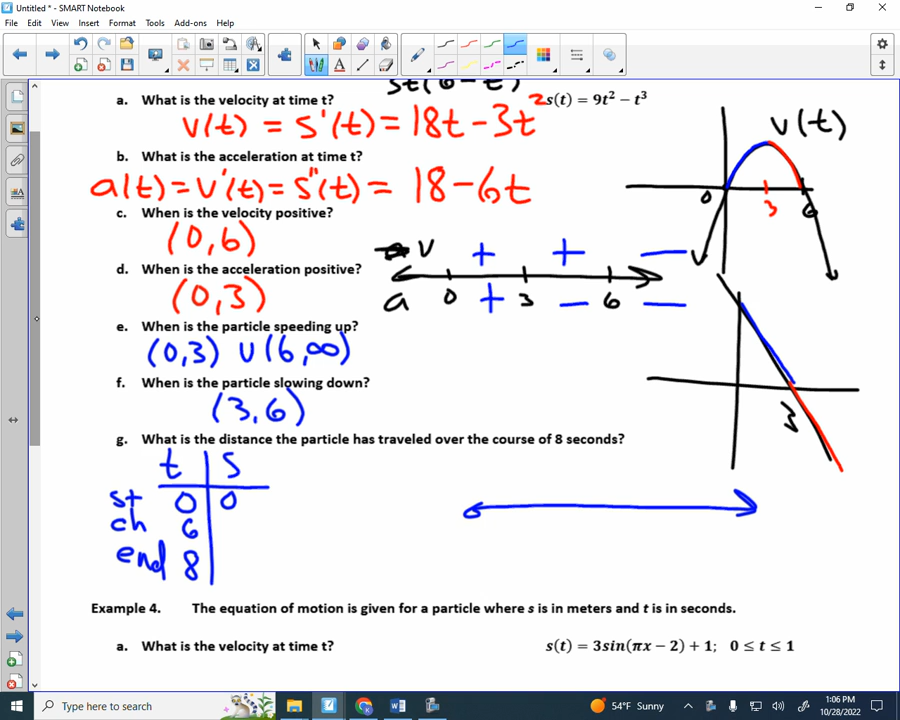 Untitled * - SMART Notebook
File Edit View Insert Format Tools Add-ons Help
3t(6-t)
a. What is the velocity at time t?
s(t) = 9t² − t³
v(t) = s'(t) = 18t - 3t²
v(t)
b. What is the acceleration at time t?
a(t) = v'(t) = s''(t) = 18 - 6t
0 3 6
c. When is the velocity positive?
(0,6)
v + + —
d. When is the acceleration positive?
a 0 + 3 — 6 —
(0,3)
e. When is the particle speeding up?
(0,3) ∪ (6,∞)
f. When is the particle slowing down?
(3,6)
3
g. What is the distance the particle has traveled over the course of 8 seconds?
t s
st 0 0
ch 6
end 8
Example 4. The equation of motion is given for a particle where s is in meters and t is in seconds.
a. What is the velocity at time t?
s(t) = 3sin(πx − 2) + 1; 0 ≤ t ≤ 1
Type here to search
54°F Sunny
1:06 PM
10/28/2022